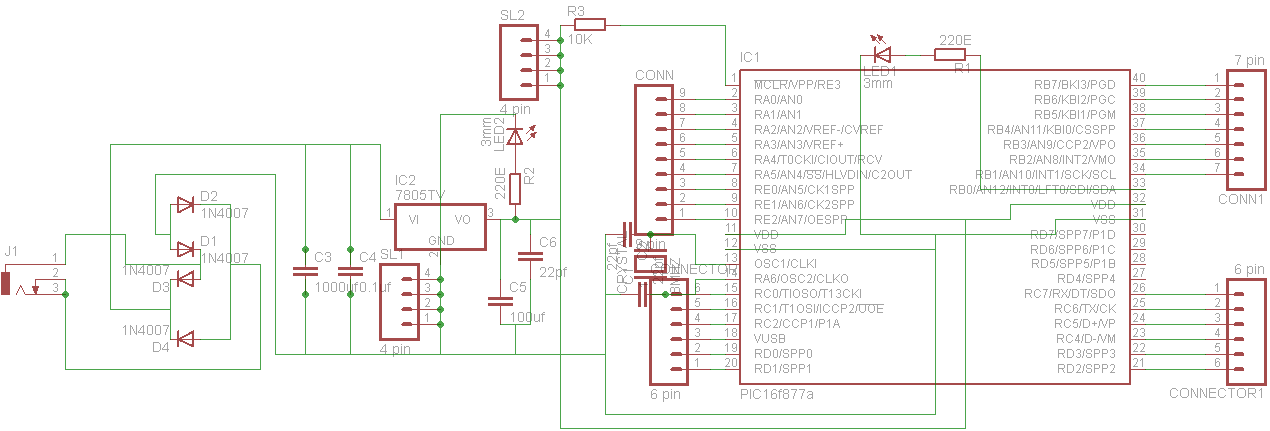 SL2
4
3
2
1
4 pin
R3
10K
IC1
220E
R1
LED1
3mm
7 pin
CONN
9
8
7
6
5
4
3
2
1
9 pin
1 MCLR/VPP/RE3
2 RA0/AN0
3 RA1/AN1
4 RA2/AN2/VREF-/CVREF
5 RA3/AN3/VREF+
6 RA4/T0CKI/CIOUT/RCV
7 RA5/AN4/SS/HLVDIN/C2OUT
8 RE0/AN5/CK1SPP
9 RE1/AN6/CK2SPP
10 RE2/AN7/OESPP
11 VDD
12 VSS
13 OSC1/CLKI
14 RA6/OSC2/CLKO
15 RC0/TIOSO/T13CKI
16 RC1/T1OSI/ICCP2/UOE
17 RC2/CCP1/P1A
18 VUSB
19 RD0/SPP0
20 RD1/SPP1
RB7/BKI3/PGD 40
RB6/KBI2/PGC 39
RB5/KBI1/PGM 38
RB4/AN11/KBI0/CSSPP 37
RB3/AN9/CCP2/VPO 36
RB2/AN8/INT2/VMO 35
RB1/AN10/INT1/SCK/SCL 34
RB0/AN12/INT0/LFT0/SDI/SDA 33
VDD 32
VSS 31
RD7/SPP7/P1D 30
RD6/SPP6/P1C 29
RD5/SPP5/P1B 28
RD4/SPP4 27
RC7/RX/DT/SDO 26
RC6/TX/CK 25
RC5/D+/VP 24
RC4/D-/VM 23
RD3/SPP3 22
RD2/SPP2 21
PIC16f877a
1
2
3
4
5
6
7
CONN1
6 pin
1
2
3
4
5
6
CONNECTOR1
3mm
LED2
220E
R2
IC2
7805TV
1
VI
VO
3
GND
2
D2
1N4007
D1
1N4007
1N4007
D3
1N4007
D4
J1
1
2
3
C3
1000uf
C4
0.1uf
SL1
4
3
2
1
4 pin
C6
22pf
C5
100uf
22pf
CONNECTOR
6
5
4
3
2
1
6 pin